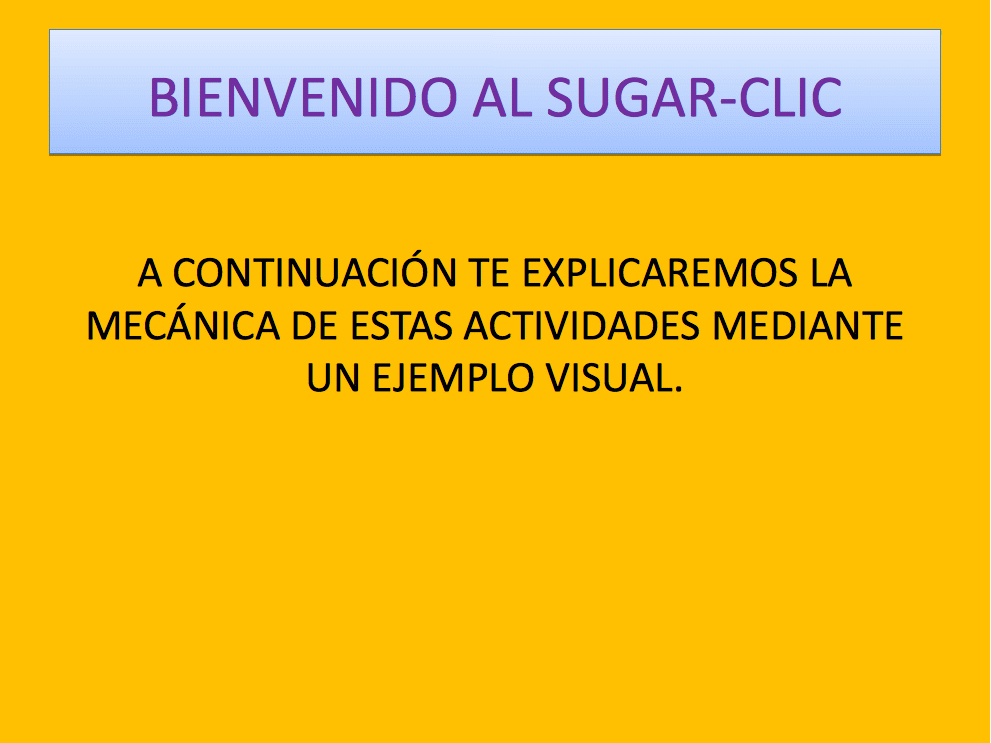 BIENVENIDO AL SUGAR-CLIC
A CONTINUACIÓN TE EXPLICAREMOS LA
MECÁNICA DE ESTAS ACTIVIDADES MEDIANTE
UN EJEMPLO VISUAL.